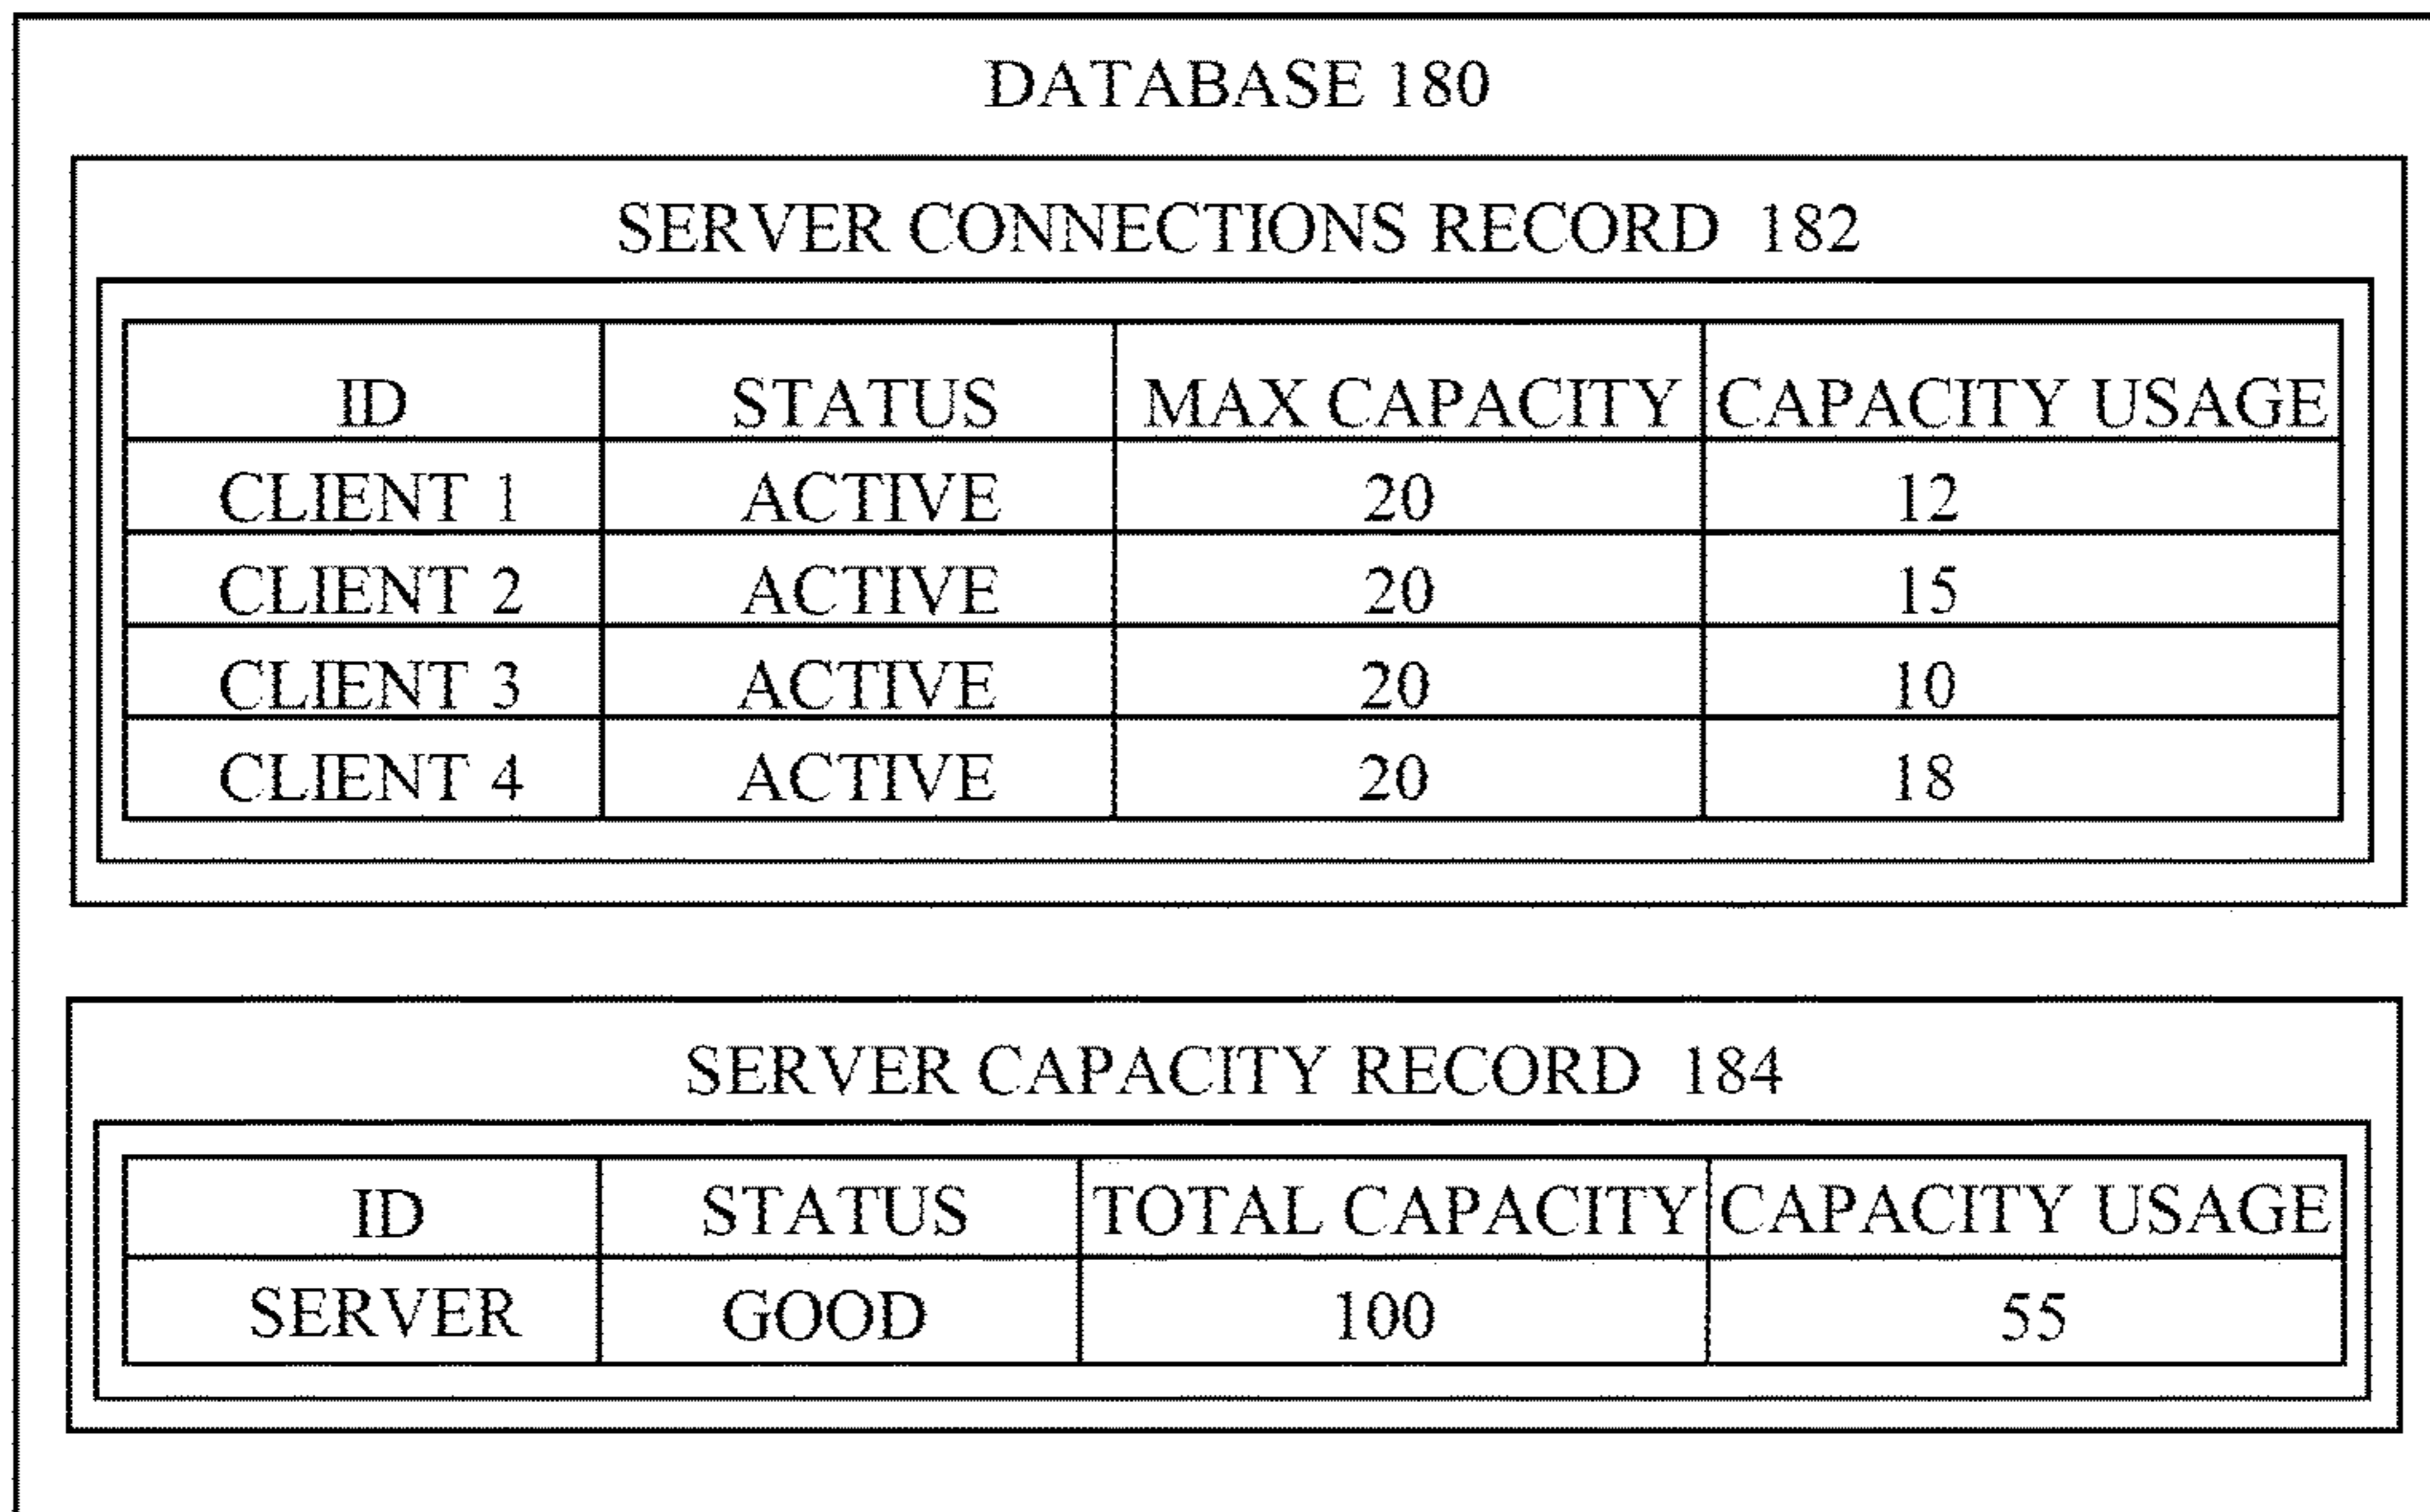 DATABASE 180
SERVER CONNECTIONS RECORD 182
ID STATUS MAX CAPACITY CAPACITY USAGE
CLIENT 1 ACTIVE 20 12
CLIENT 2 ACTIVE 20 15
CLIENT 3 ACTIVE 20 10
CLIENT 4 ACTIVE 20 18
SERVER CAPACITY RECORD 184
ID STATUS TOTAL CAPACITY CAPACITY USAGE
SERVER GOOD 100 55